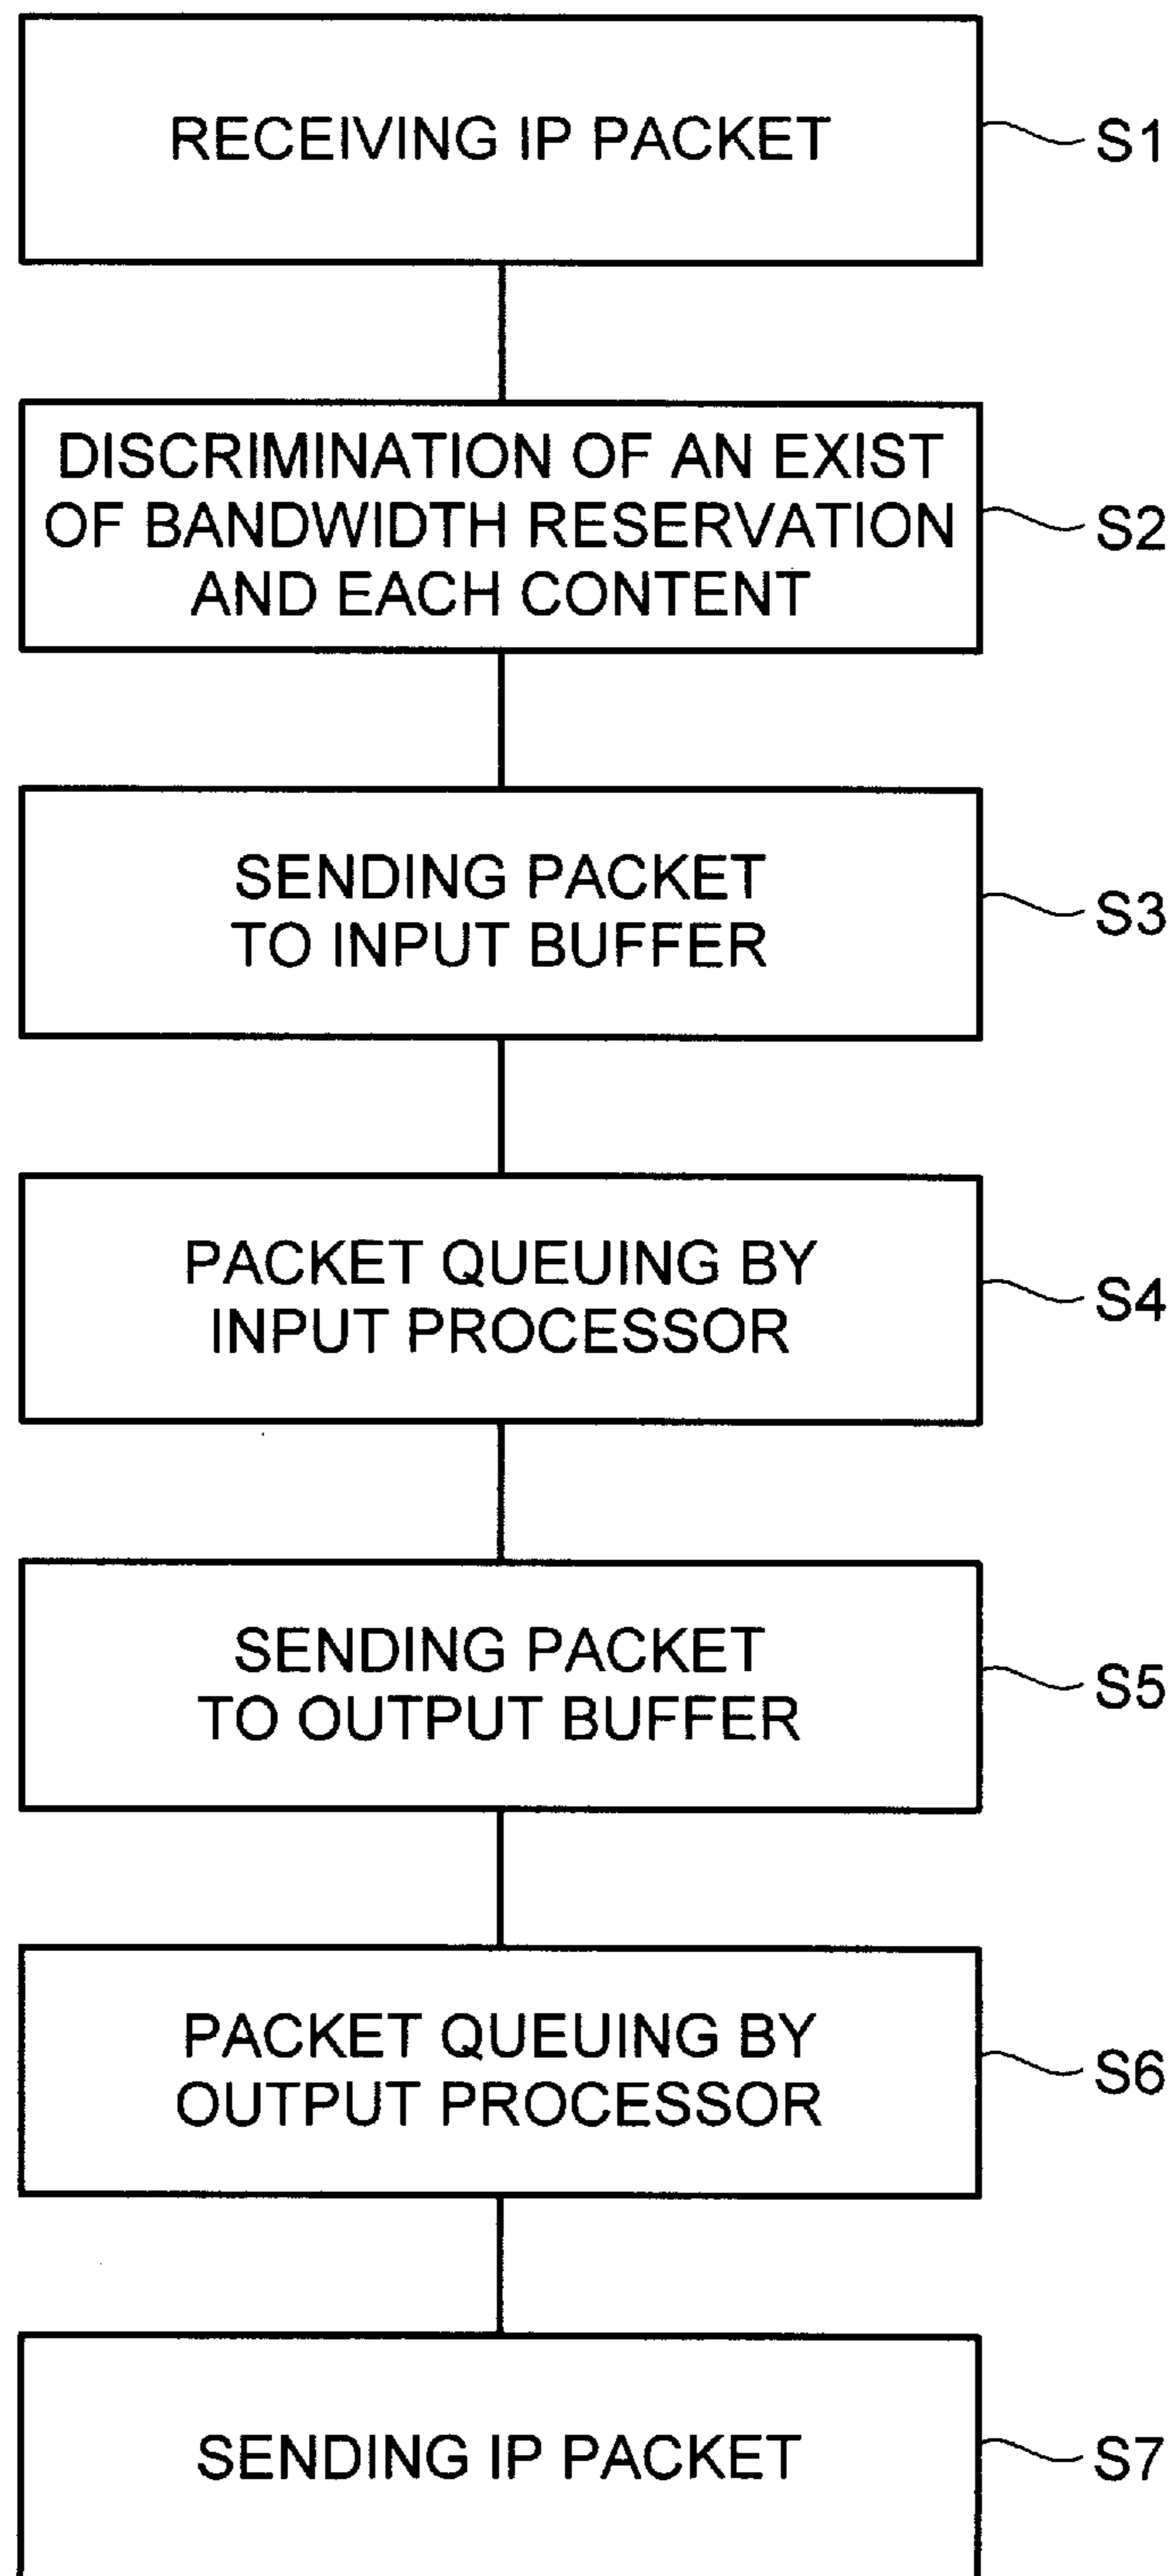 RECEIVING IP PACKET
S1
DISCRIMINATION OF AN EXIST
OF BANDWIDTH RESERVATION
AND EACH CONTENT
S2
SENDING PACKET
TO INPUT BUFFER
S3
PACKET QUEUING BY
INPUT PROCESSOR
S4
SENDING PACKET
TO OUTPUT BUFFER
S5
PACKET QUEUING BY
OUTPUT PROCESSOR
S6
SENDING IP PACKET
S7